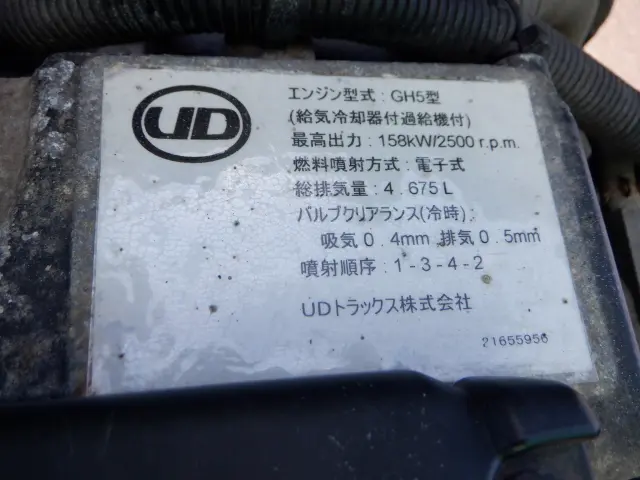 UD
エンジン型式 : GH5型
(給気冷却器付過給機付)
最高出力 : 158kW/2500 r.p.m.
燃料噴射方式 : 電子式
総排気量 : 4.675 L
バルブクリアランス(冷時)
吸気 0.4mm 排気 0.5mm
噴射順序 : 1-3-4-2
UDトラックス株式会社
21655956